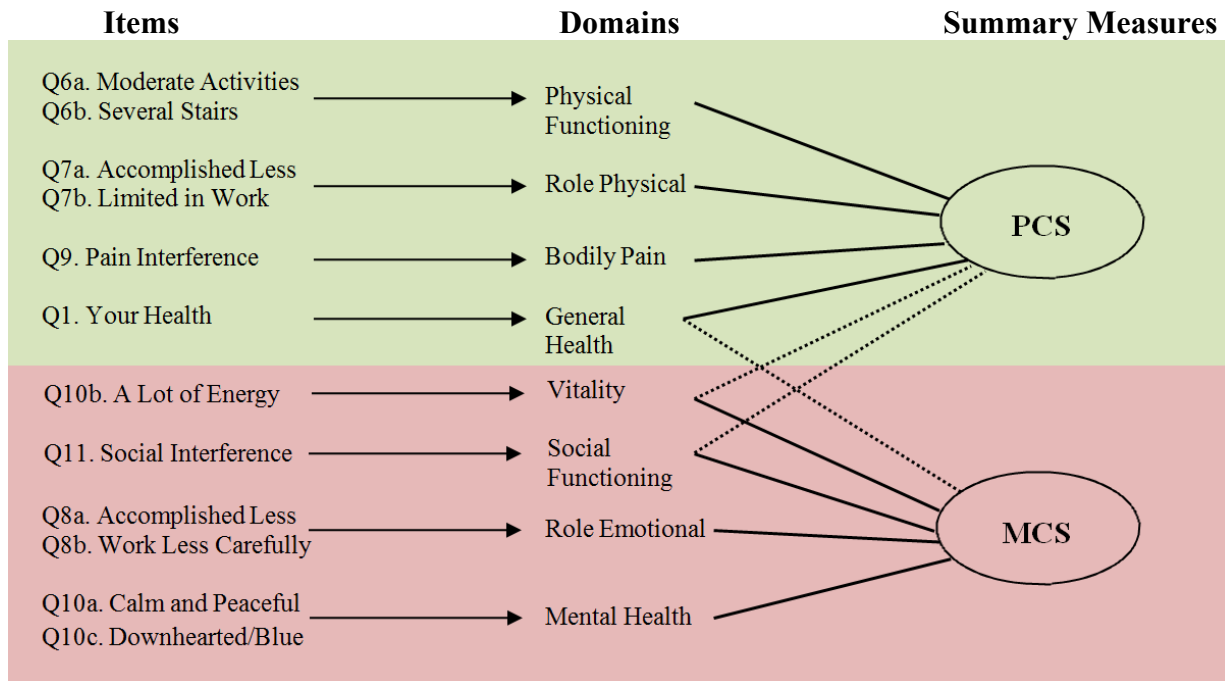 Items Domains Summary Measures
Q6a. Moderate Activities
Q6b. Several Stairs
Physical
Functioning
Q7a. Accomplished Less
Q7b. Limited in Work
Role Physical
PCS
Q9. Pain Interference
Bodily Pain
Q1. Your Health
General
Health
Q10b. A Lot of Energy
Vitality
Q11. Social Interference
Social
Functioning
Q8a. Accomplished Less
Q8b. Work Less Carefully
Role Emotional
MCS
Q10a. Calm and Peaceful
Q10c. Downhearted/Blue
Mental Health